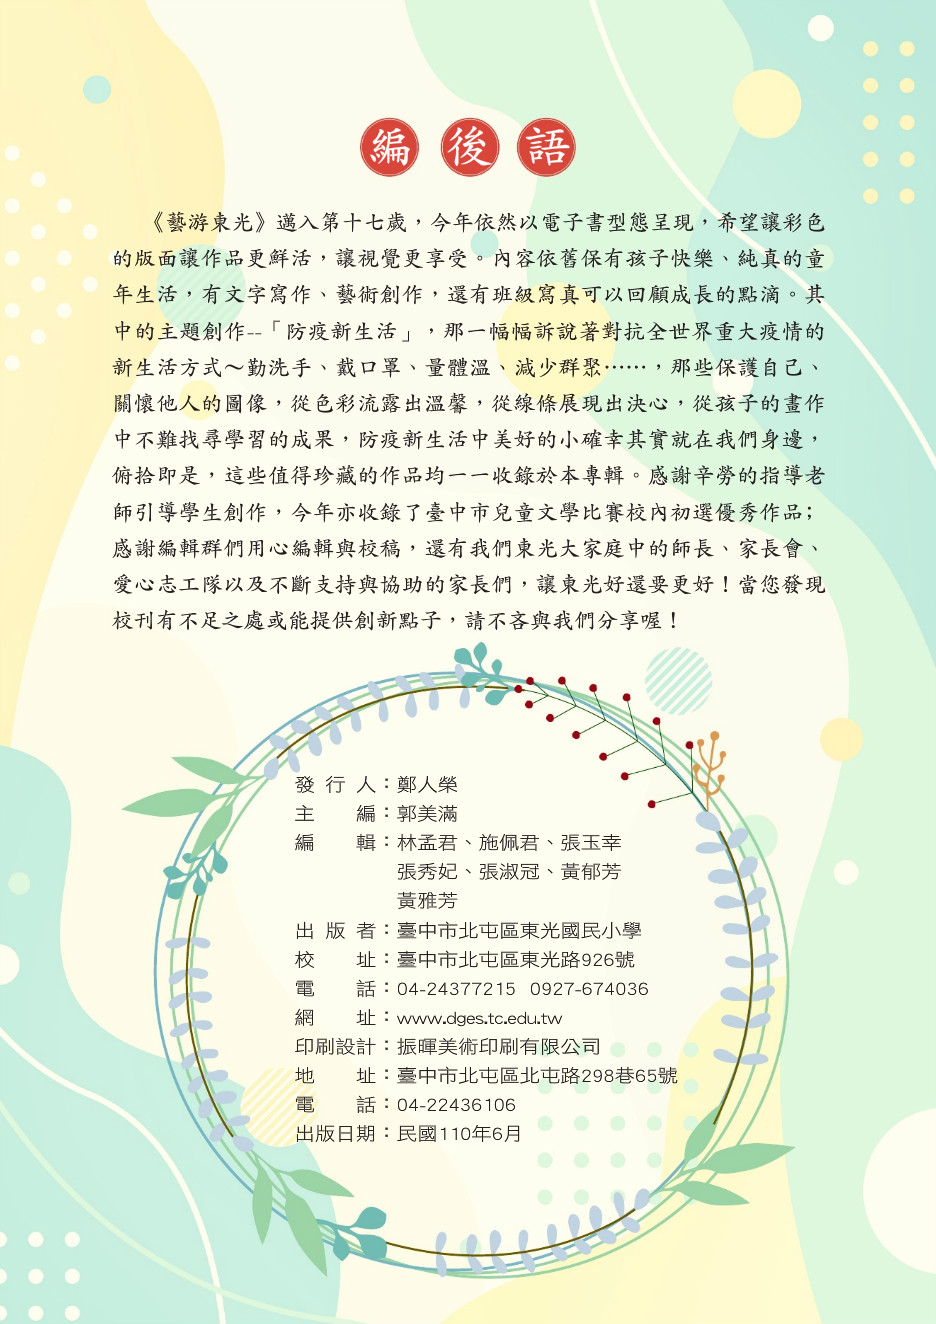 編後語
《藝游東光》邁入第十七歲，今年依然以電子書型態呈現，希望讓彩色
的版面讓作品更鮮活，讓視覺更享受。內容依舊保有孩子快樂、純真的童
年生活，有文字寫作、藝術創作，還有班級寫真可以回顧成長的點滴。其
中的主題創作--「防疫新生活」，那一幅幅訴說著對抗全世界重大疫情的
新生活方式～勤洗手、戴口罩、量體溫、減少群聚……，那些保護自己、
關懷他人的圖像，從色彩流露出溫馨，從線條展現出決心，從孩子的畫作
中不難找尋學習的成果，防疫新生活中美好的小確幸其實就在我們身邊，
俯拾即是，這些值得珍藏的作品均一一收錄於本專輯。感謝辛勞的指導老
師引導學生創作，今年亦收錄了臺中市兒童文學比賽校內初選優秀作品；
感謝編輯群們用心編輯與校稿，還有我們東光大家庭中的師長、家長會、
愛心志工隊以及不斷支持與協助的家長們，讓東光好還要更好！當您發現
校刊有不足之處或能提供創新點子，請不吝與我們分享喔！
發行人：鄭人榮
主編：郭美滿
編輯：林孟君、施佩君、張玉幸
張秀妃、張淑冠、黃郁芳
黃雅芳
出版者：臺中市北屯區東光國民小學
校址：臺中市北屯區東光路926號
電話：04-24377215 0927-674036
網址：www.dges.tc.edu.tw
印刷設計：振暉美術印刷有限公司
地址：臺中市北屯區北屯路298巷65號
電話：04-22436106
出版日期：民國110年6月